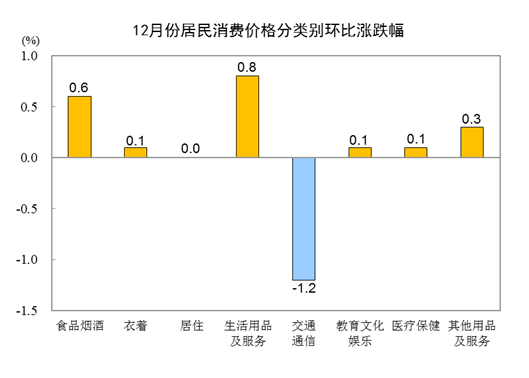 12月份居民消费价格分类别环比涨跌幅
(%)
1.0
0.5
0.0
-0.5
-1.0
-1.5
0.6
0.1
0.0
0.8
-1.2
0.1
0.1
0.3
食品烟酒
衣着
居住
生活用品
及服务
交通
通信
教育文化
娱乐
医疗保健
其他用品
及服务